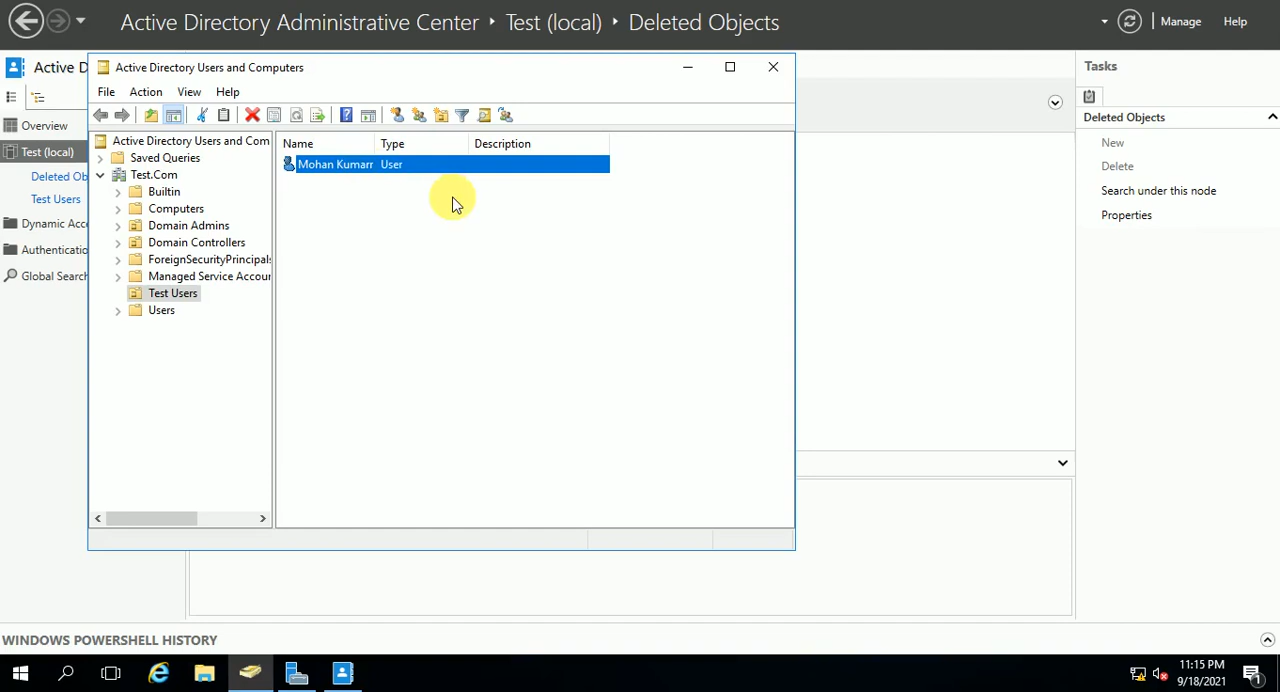 Active Directory Administrative Center • Test (local) • Deleted Objects
Manage
Help
Active D
Overview
Test (local)
Deleted Ob
Test Users
Dynamic Acc
Authenticatio
Global Search
Active Directory Users and Computers
File Action View Help
Active Directory Users and Com
Saved Queries
Test.Com
Builtin
Computers
Domain Admins
Domain Controllers
ForeignSecurityPrincipals
Managed Service Accour
Test Users
Users
Name Type Description
Mohan Kumarr User
Tasks
Deleted Objects
New
Delete
Search under this node
Properties
WINDOWS POWERSHELL HISTORY
11:15 PM
9/18/2021
1